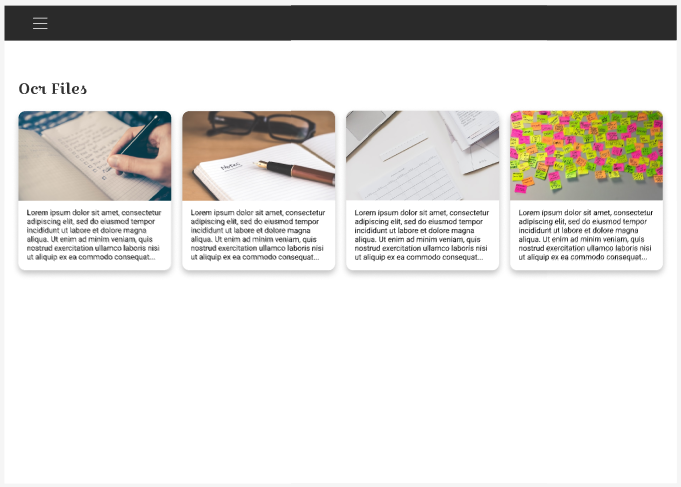 Ocr Files
Lorem ipsum dolor sit amet, consectetur
adipiscing elit, sed do eiusmod tempor
incididunt ut labore et dolore magna
aliqua. Ut enim ad minim veniam, quis
nostrud exercitation ullamco laboris nisi
ut aliquip ex ea commodo consequat...
Notes
Lorem ipsum dolor sit amet, consectetur
adipiscing elit, sed do eiusmod tempor
incididunt ut labore et dolore magna
aliqua. Ut enim ad minim veniam, quis
nostrud exercitation ullamco laboris nisi
ut aliquip ex ea commodo consequat...
Lorem ipsum dolor sit amet, consectetur
adipiscing elit, sed do eiusmod tempor
incididunt ut labore et dolore magna
aliqua. Ut enim ad minim veniam, quis
nostrud exercitation ullamco laboris nisi
ut aliquip ex ea commodo consequat...
Lorem ipsum dolor sit amet, consectetur
adipiscing elit, sed do eiusmod tempor
incididunt ut labore et dolore magna
aliqua. Ut enim ad minim veniam, quis
nostrud exercitation ullamco laboris nisi
ut aliquip ex ea commodo consequat...